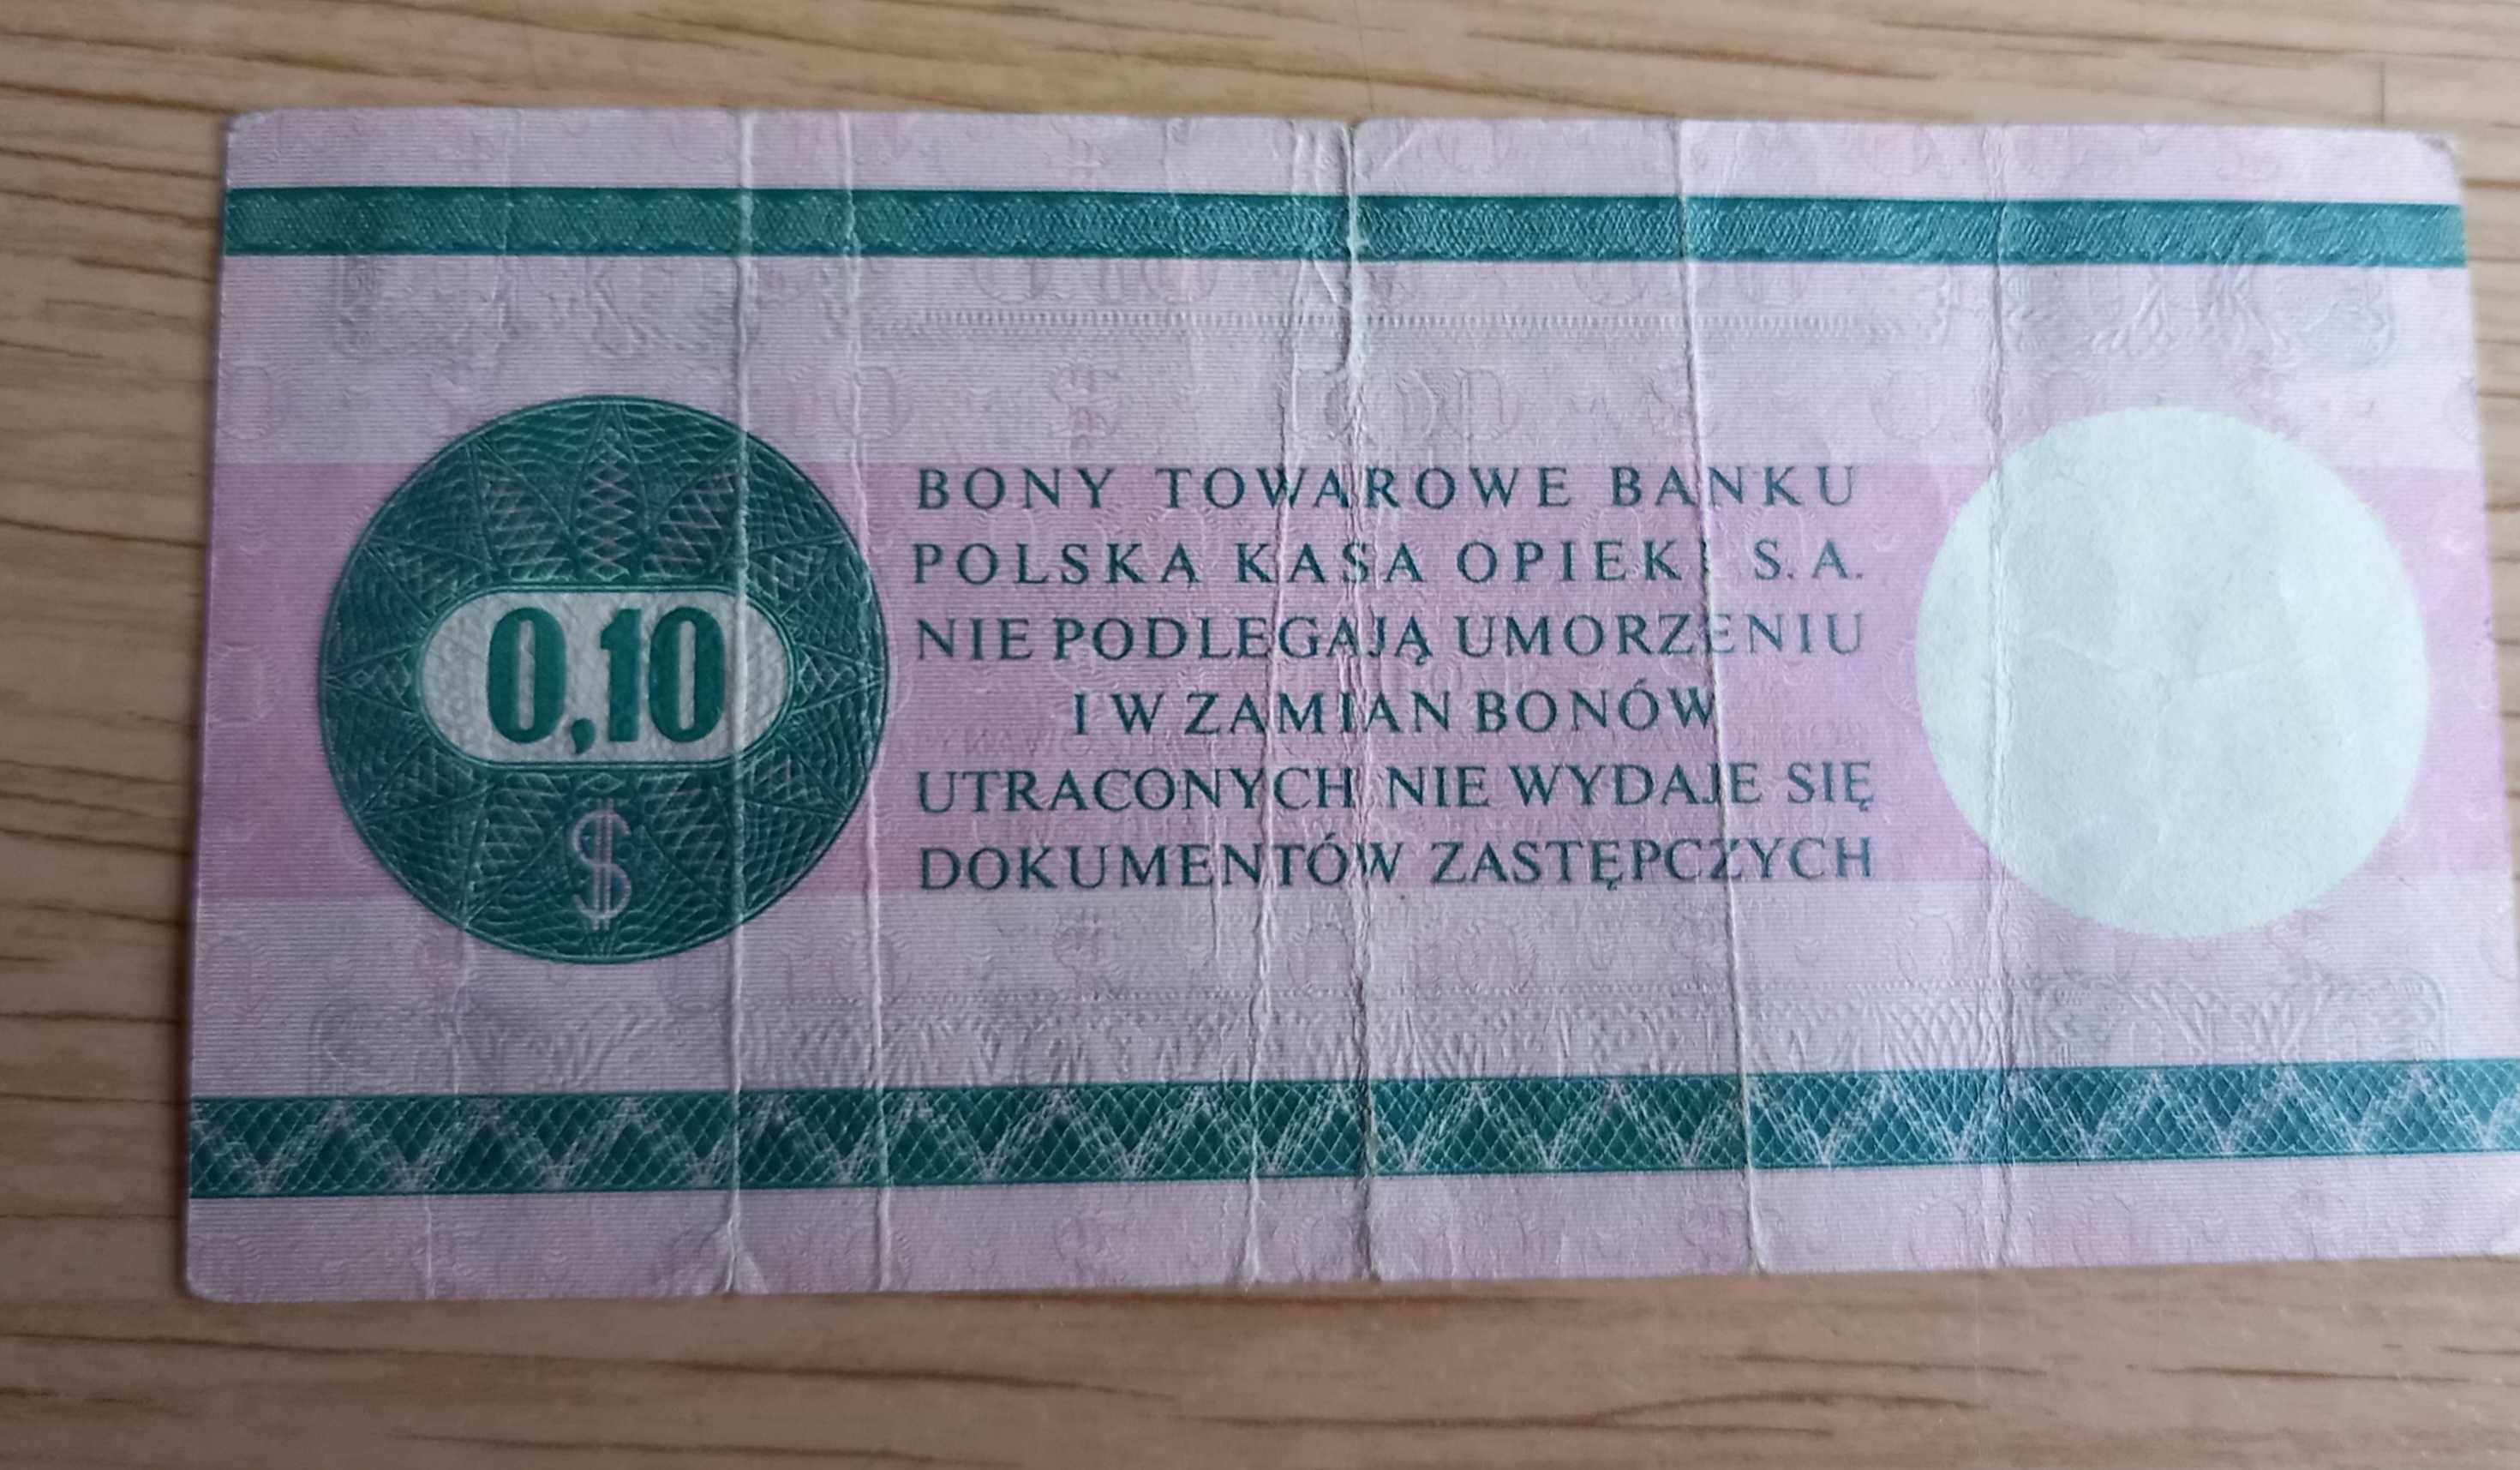 BONY TOWAROWE BANKU
POLSKA KASA OPIEKI S.A.
NIE PODLEGAJĄ UMORZENIU
I W ZAMIAN BONÓW
UTRACONYCH NIE WYDAJE SIĘ
DOKUMENTÓW ZASTĘPCZYCH
0,10
$